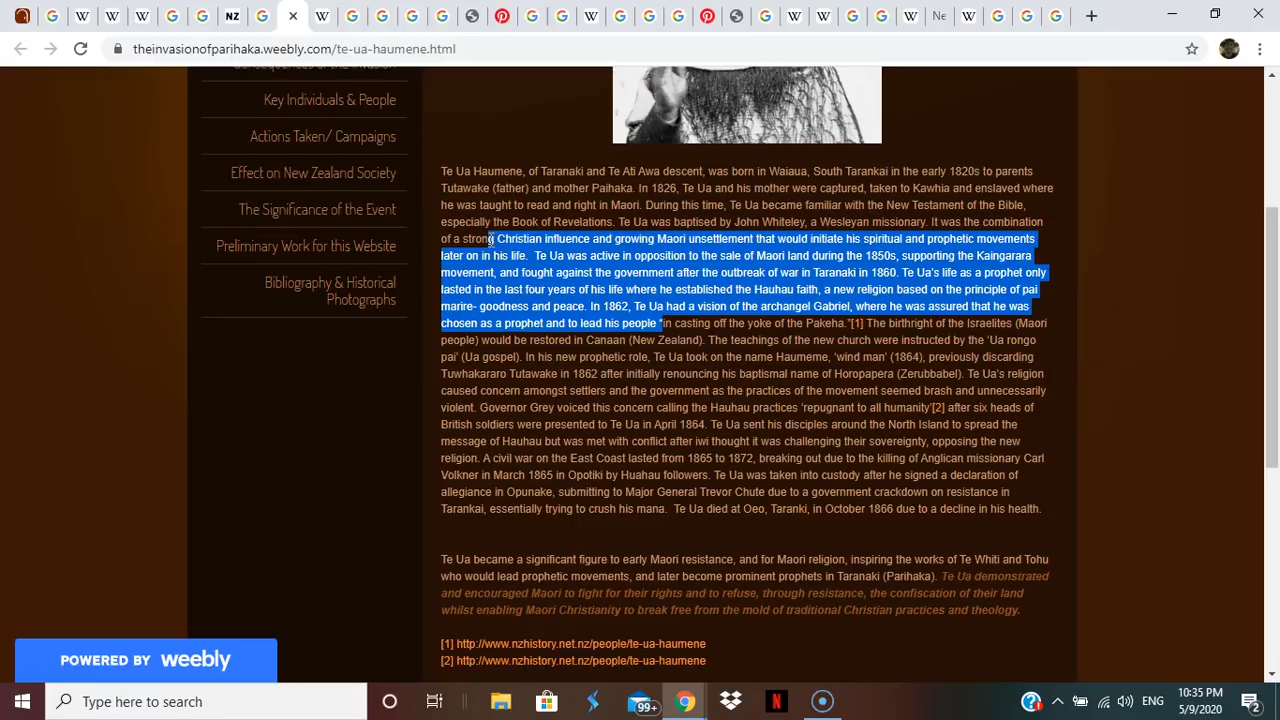 NZ
Ne
theinvasionofparihaka.weebly.com/te-ua-haumene.html
Consequences of the Invasion
Key Individuals & People
Actions Taken/ Campaigns
Effect on New Zealand Society
The Significance of the Event
Preliminary Work for this Website
Bibliography & Historical
Photographs
Te Ua Haumene, of Taranaki and Te Ati Awa descent, was born in Waiaua, South Tarankai in the early 1820s to parents
Tutawake (father) and mother Paihaka. In 1826, Te Ua and his mother were captured, taken to Kawhia and enslaved where
he was taught to read and right in Maori. During this time, Te Ua became familiar with the New Testament of the Bible,
especially the Book of Revelations. Te Ua was baptised by John Whiteley, a Wesleyan missionary. It was the combination
of a strong Christian influence and growing Maori unsettlement that would initiate his spiritual and prophetic movements
later on in his life.  Te Ua was active in opposition to the sale of Maori land during the 1850s, supporting the Kaingarara
movement, and fought against the government after the outbreak of war in Taranaki in 1860. Te Ua's life as a prophet only
lasted in the last four years of his life where he established the Hauhau faith, a new religion based on the principle of pai
marire- goodness and peace. In 1862, Te Ua had a vision of the archangel Gabriel, where he was assured that he was
chosen as a prophet and to lead his people "in casting off the yoke of the Pakeha."[1] The birthright of the Israelites (Maori
people) would be restored in Canaan (New Zealand). The teachings of the new church were instructed by the 'Ua rongo
pai' (Ua gospel). In his new prophetic role, Te Ua took on the name Haumeme, 'wind man' (1864), previously discarding
Tuwhakararo Tutawake in 1862 after initially renouncing his baptismal name of Horopapera (Zerubbabel). Te Ua's religion
caused concern amongst settlers and the government as the practices of the movement seemed brash and unnecessarily
violent. Governor Grey voiced this concern calling the Hauhau practices 'repugnant to all humanity'[2] after six heads of
British soldiers were presented to Te Ua in April 1864. Te Ua sent his disciples around the North Island to spread the
message of Hauhau but was met with conflict after iwi thought it was challenging their sovereignty, opposing the new
religion. A civil war on the East Coast lasted from 1865 to 1872, breaking out due to the killing of Anglican missionary Carl
Volkner in March 1865 in Opotiki by Huahau followers. Te Ua was taken into custody after he signed a declaration of
allegiance in Opunake, submitting to Major General Trevor Chute due to a government crackdown on resistance in
Tarankai, essentially trying to crush his mana.  Te Ua died at Oeo, Taranki, in October 1866 due to a decline in his health.
Te Ua became a significant figure to early Maori resistance, and for Maori religion, inspiring the works of Te Whiti and Tohu
who would lead prophetic movements, and later become prominent prophets in Taranaki (Parihaka). Te Ua demonstrated
and encouraged Maori to fight for their rights and to refuse, through resistance, the confiscation of their land
whilst enabling Maori Christianity to break free from the mold of traditional Christian practices and theology.
[1] http://www.nzhistory.net.nz/people/te-ua-haumene
[2] http://www.nzhistory.net.nz/people/te-ua-haumene
POWERED BY weebly
Type here to search
99+
ENG
10:35 PM
5/9/2020
2